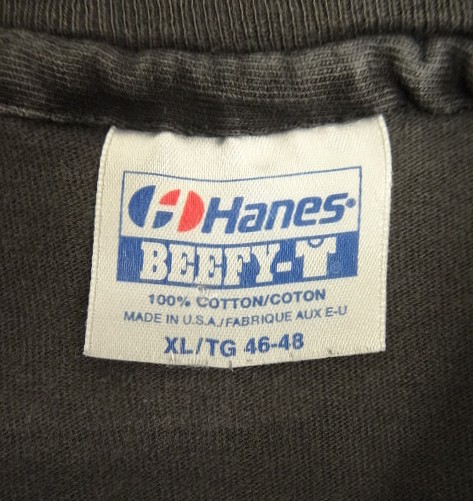 Hanes®
BEEFY-T®
100% COTTON/COTON
MADE IN U.S.A./FABRIQUE AUX E-U
XL/TG 46-48